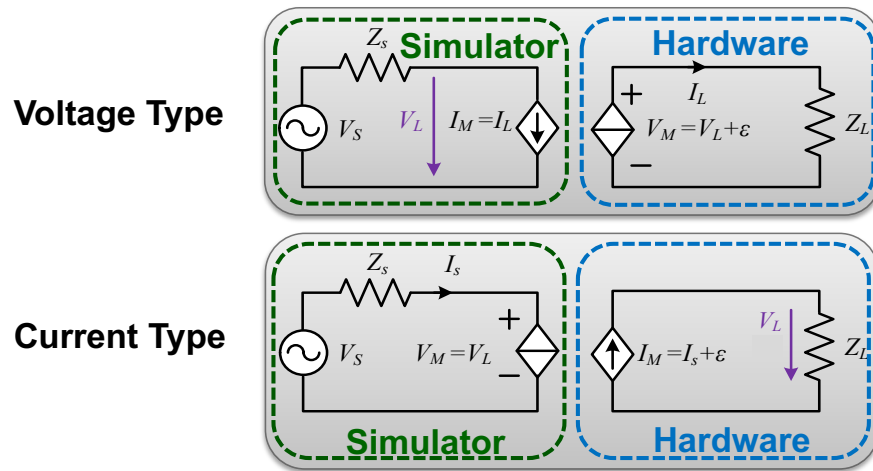 Voltage Type
Z_s Simulator
V_S
V_L
I_M=I_L
Hardware
I_L
+
V_M=V_L+ε
−
Z_L
Current Type
Z_s I_s
V_S
+
V_M=V_L
−
Simulator
I_M=I_s+ε
V_L
Z_L
Hardware